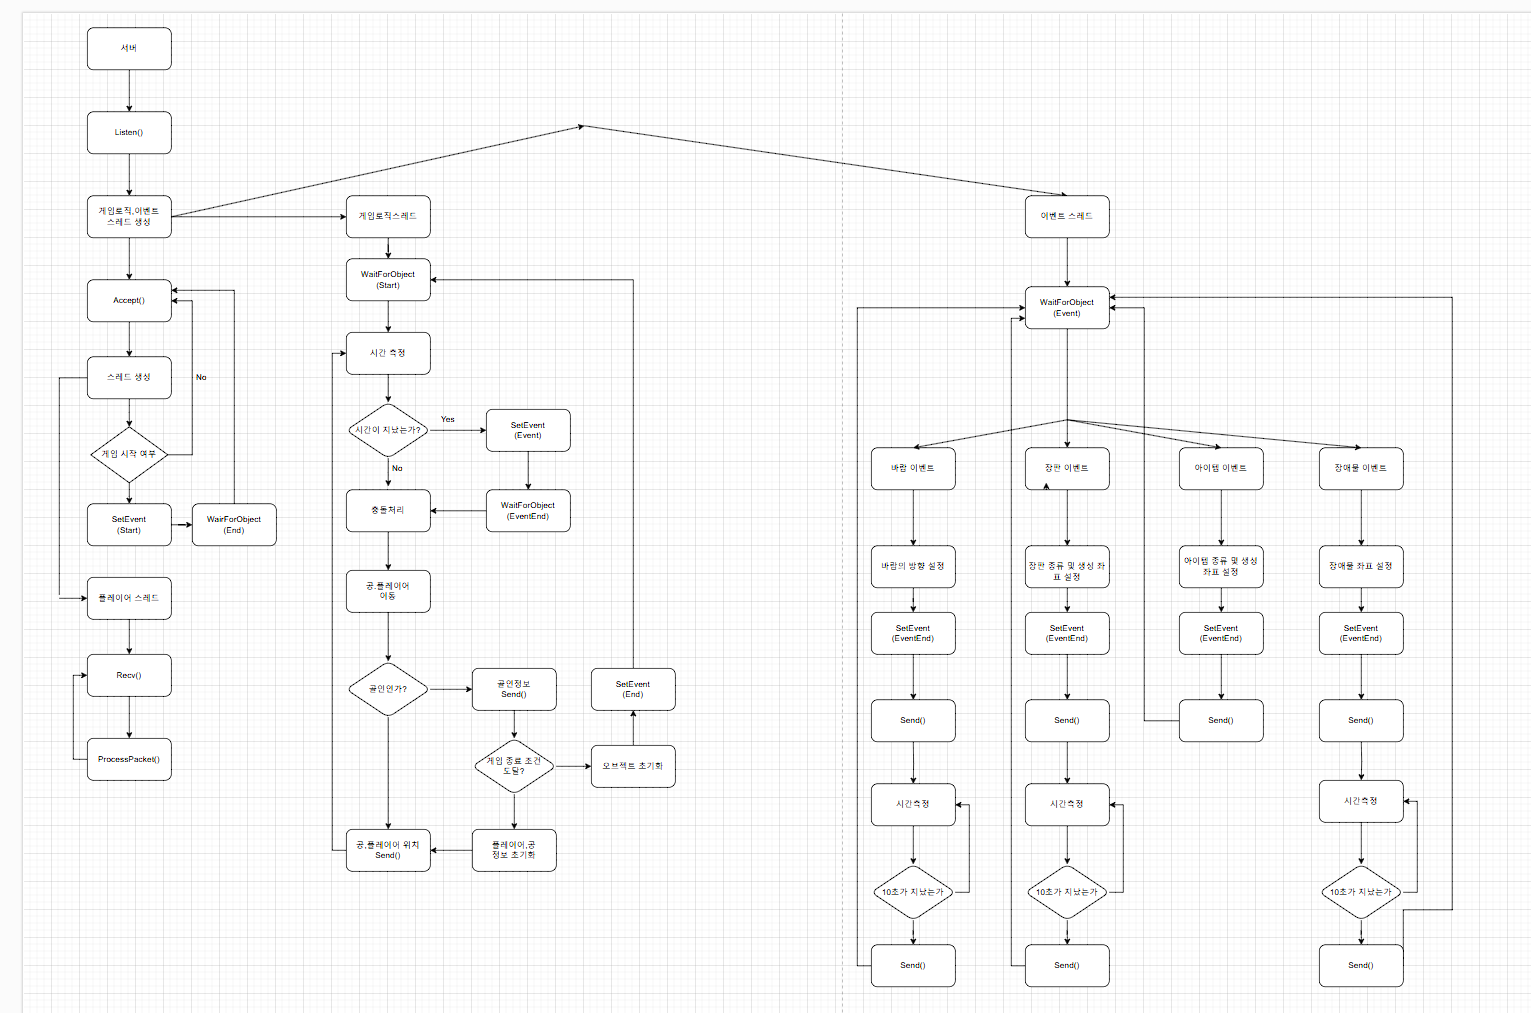 서버
Listen()
게임로직,이벤트
스레드 생성
Accept()
스레드 생성
No
게임 시작 여부
SetEvent
(Start)
WairForObject
(End)
플레이어 스레드
Recv()
ProcessPacket()
게임로직스레드
WaitForObject
(Start)
시간 측정
시간이 지났는가?
Yes
SetEvent
(Event)
No
충돌처리
WaitForObject
(EventEnd)
공,플레이어
이동
골인인가?
골인정보
Send()
SetEvent
(End)
게임 종료 조건
도달?
오브젝트 초기화
공,플레이어 위치
Send()
플레이어,공
정보 초기화
이벤트 스레드
WaitForObject
(Event)
바람 이벤트
바람의 방향 설정
SetEvent
(EventEnd)
Send()
시간측정
10초가 지났는가
Send()
장판 이벤트
장판 종류 및 생성 좌
표 설정
SetEvent
(EventEnd)
Send()
시간측정
10초가 지났는가
Send()
아이템 이벤트
아이템 종류 및 생성
좌표 설정
SetEvent
(EventEnd)
Send()
장애물 이벤트
장애물 좌표 설정
SetEvent
(EventEnd)
Send()
시간측정
10초가 지났는가
Send()